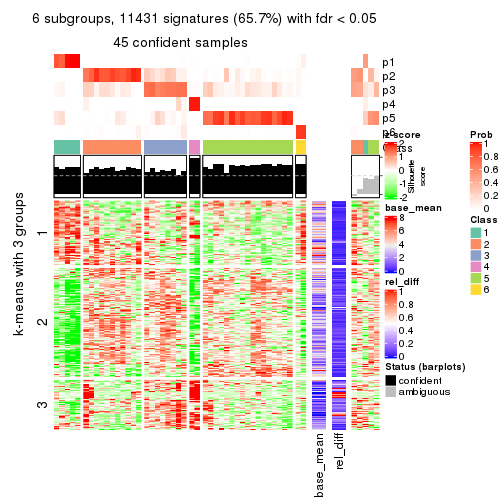 6 subgroups, 11431 signatures (65.7%) with fdr < 0.05
45 confident samples
p1
p2
p3
p4
p5
p6
Class
z score
2
1
0
-1
-2
Silhouette
score
base_mean
8
6
4
2
0
rel_diff
1
0.8
0.6
0.4
0.2
0
Status (barplots)
confident
ambiguous
Prob
1
0.8
0.6
0.4
0.2
0
Class
1
2
3
4
5
6
k-means with 3 groups
1
2
3
base_mean
rel_diff